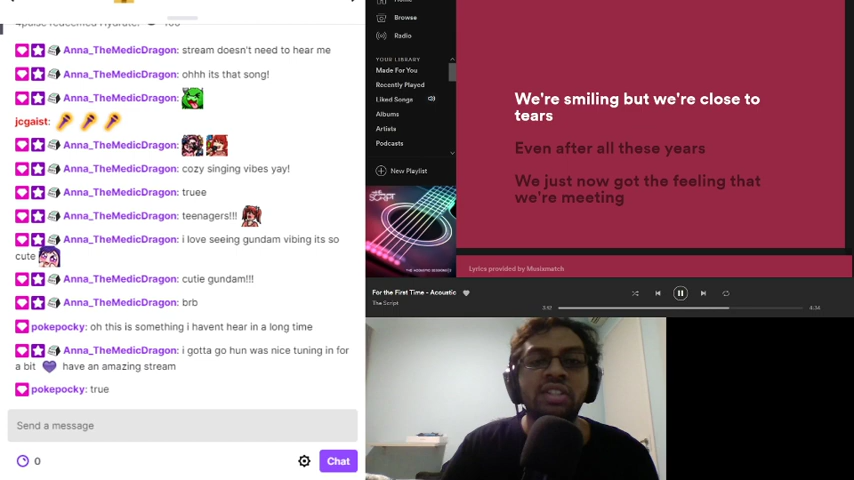 Anna_TheMedicDragon: stream doesn't need to hear me
Anna_TheMedicDragon: ohhh its that song!
Anna_TheMedicDragon:
jcgaist:
Anna_TheMedicDragon:
Anna_TheMedicDragon: cozy singing vibes yay!
Anna_TheMedicDragon: truee
Anna_TheMedicDragon: teenagers!!!
Anna_TheMedicDragon: i love seeing gundam vibing its so
cute
Anna_TheMedicDragon: cutie gundam!!!
Anna_TheMedicDragon: brb
pokepocky: oh this is something i havent hear in a long time
Anna_TheMedicDragon: i gotta go hun was nice tuning in for
a bit have an amazing stream
pokepocky: true
Send a message
0
Chat
Browse
Radio
YOUR LIBRARY
Made For You
Recently Played
Liked Songs
Albums
Artists
Podcasts
New Playlist
SCRIPT
For the First Time - Acoustic
The Script
We're smiling but we're close to
tears
Even after all these years
We just now got the feeling that
we're meeting
Lyrics provided by Musixmatch
3:12
4:34